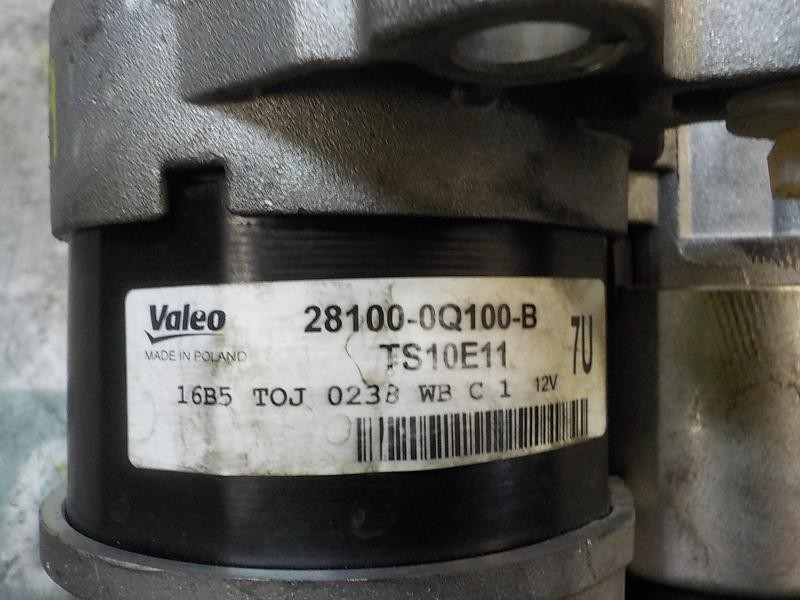 Valeo
MADE IN POLAND
28100-0Q100-B
TS10E11
7U
16B5 TOJ 0238 WB C 1 12V